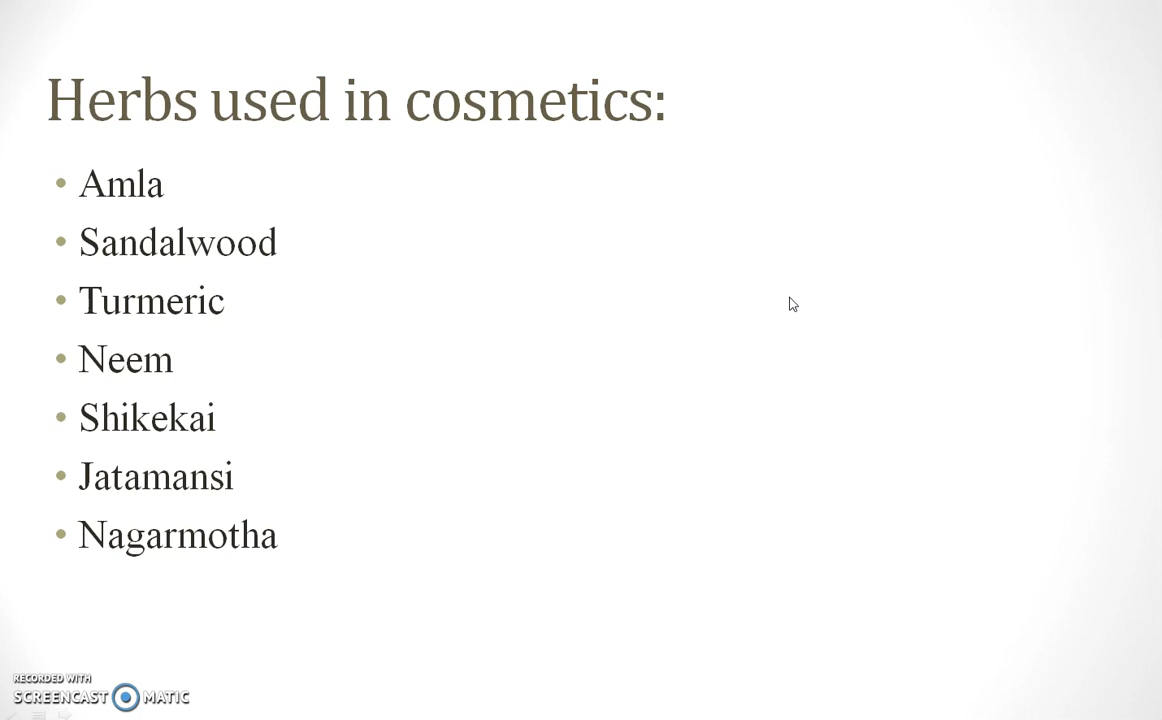 Herbs used in cosmetics:
• Amla
• Sandalwood
• Turmeric
• Neem
• Shikekai
• Jatamansi
• Nagarmotha
RECORDED WITH
SCREENCAST MATIC